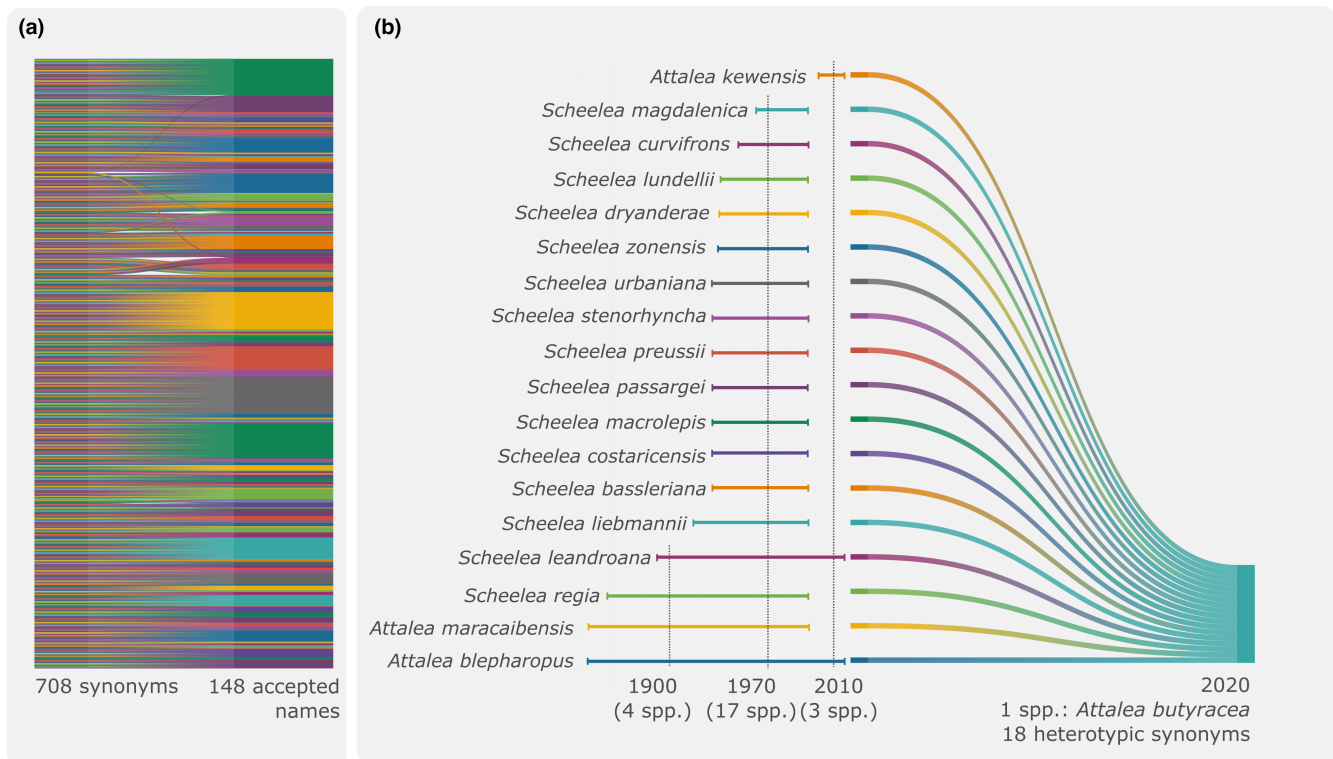 (a)
708 synonyms
148 accepted
names
(b)
Attalea kewensis
Scheelea magdalenica
Scheelea curvifrons
Scheelea lundellii
Scheelea dryanderae
Scheelea zonensis
Scheelea urbaniana
Scheelea stenorhyncha
Scheelea preussii
Scheelea passargei
Scheelea macrolepis
Scheelea costaricensis
Scheelea bassleriana
Scheelea liebmannii
Scheelea leandroana
Scheelea regia
Attalea maracaibensis
Attalea blepharopus
1900 1970 2010
(4 spp.) (17 spp.) (3 spp.)
2020
1 spp.: Attalea butyracea
18 heterotypic synonyms